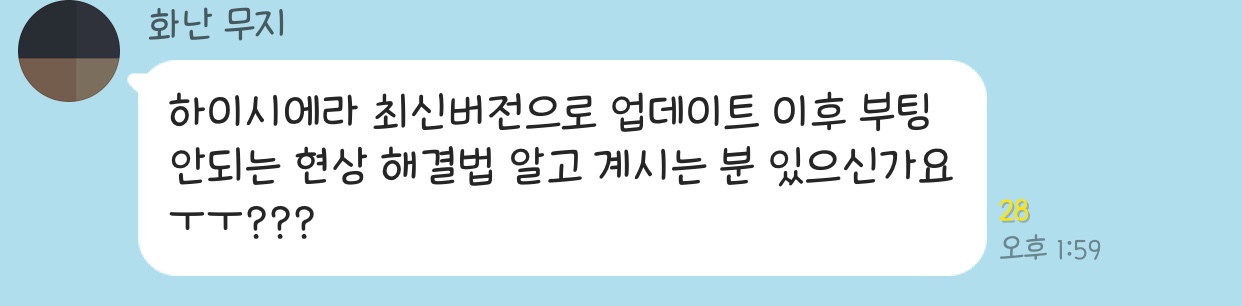 화난 무지
하이시에라 최신버전으로 업데이트 이후 부팅
안되는 현상 해결법 알고 계시는 분 있으신가요
ㅜㅜ???
28
오후 1:59